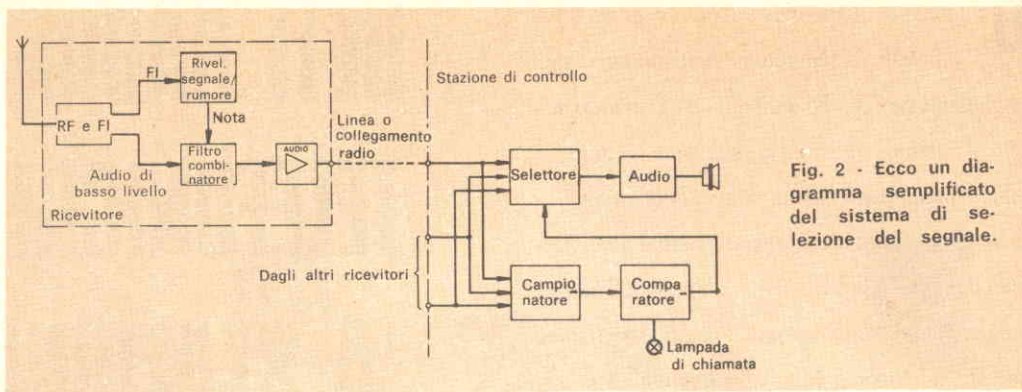 Rivel.
segnale/
rumore
FI
RF e FI
Nota
Filtro
combi-
natore
AUDIO
Audio di
basso livello
Ricevitore
Linea o
collegamento
radio
Stazione di controllo
Selettore
Audio
Dagli altri ricevitori
Campio
natore
Compa
ratore
Lampada
di chiamata
Fig. 2 - Ecco un dia-
gramma semplificato
del sistema di se-
lezione del segnale.